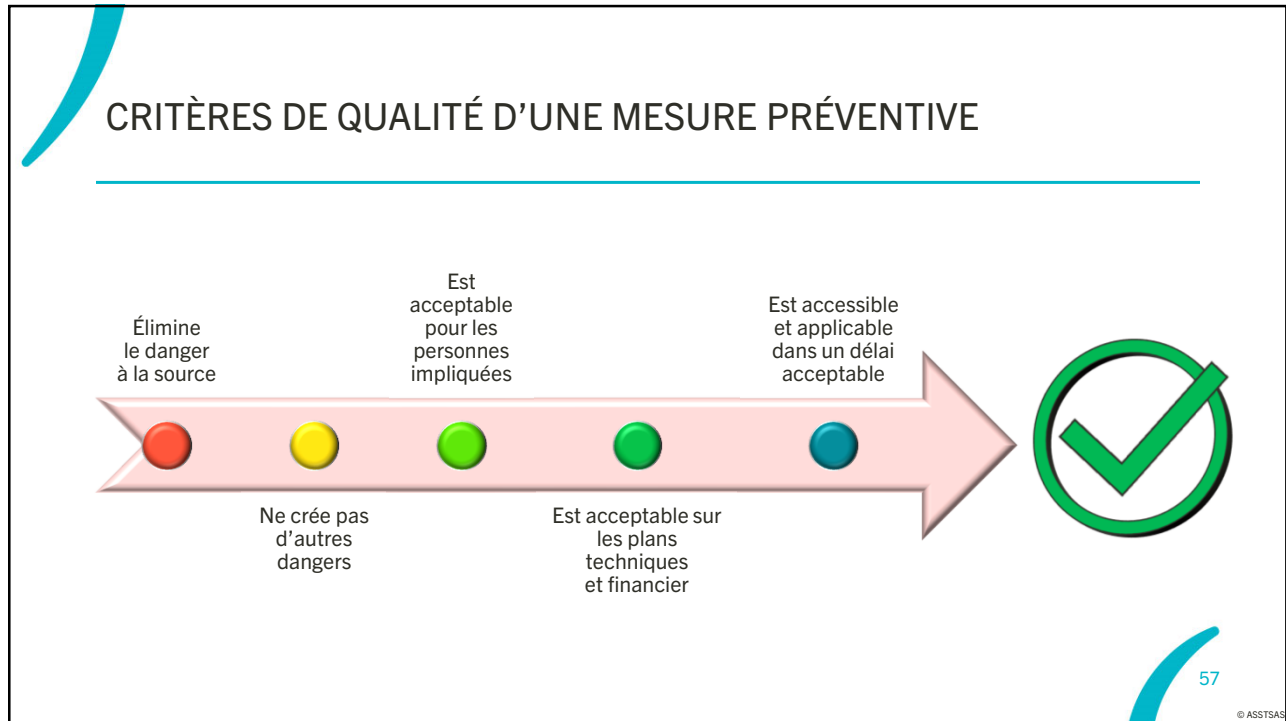 CRITÈRES DE QUALITÉ D’UNE MESURE PRÉVENTIVE
Élimine
le danger
à la source
Ne crée pas
d’autres
dangers
Est
acceptable
pour les
personnes
impliquées
Est acceptable sur
les plans
techniques
et financier
Est accessible
et applicable
dans un délai
acceptable
57
© ASSTSAS